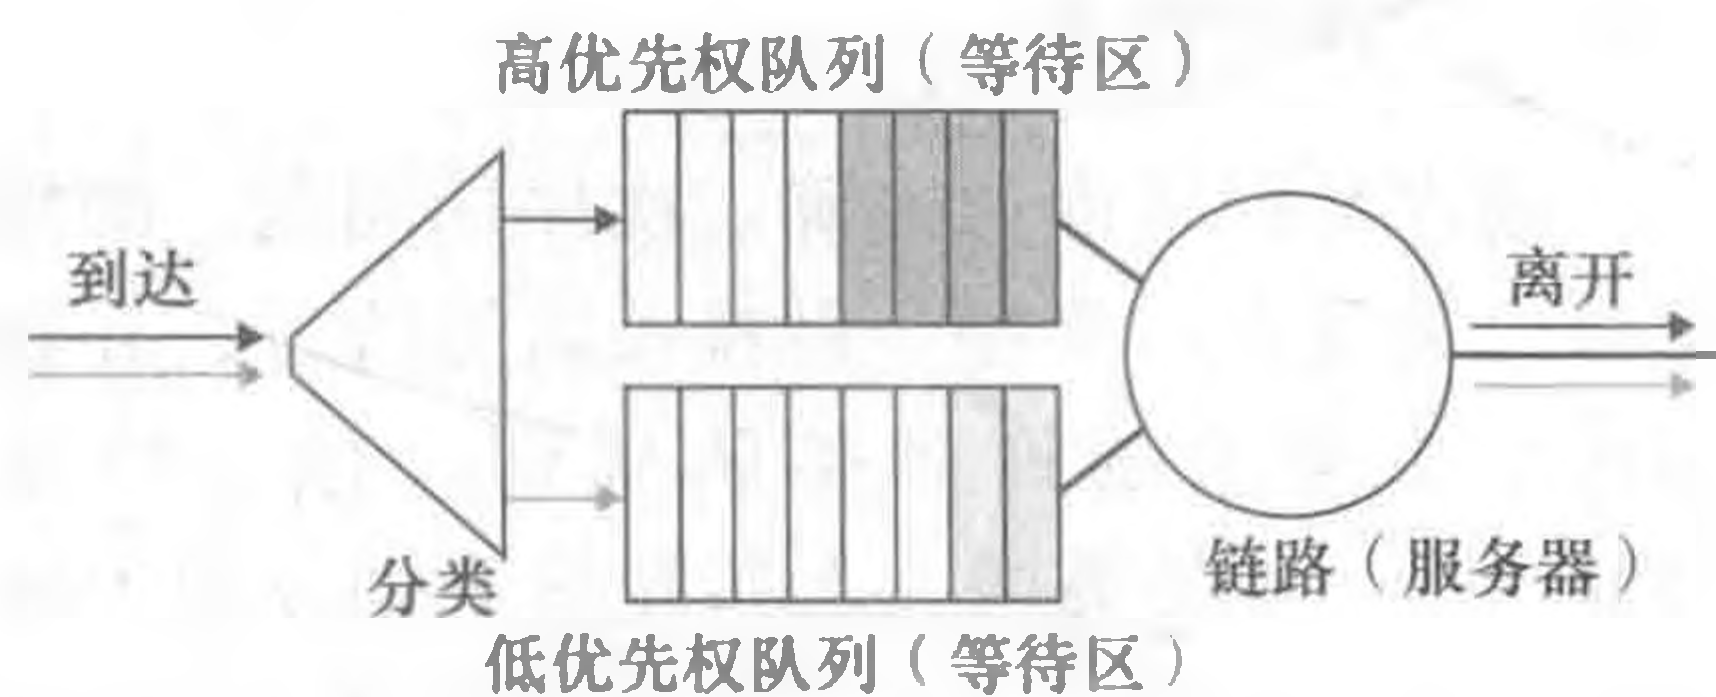 高优先权队列（等待区）
到达
离开
分类
链路（服务器）
低优先权队列（等待区）